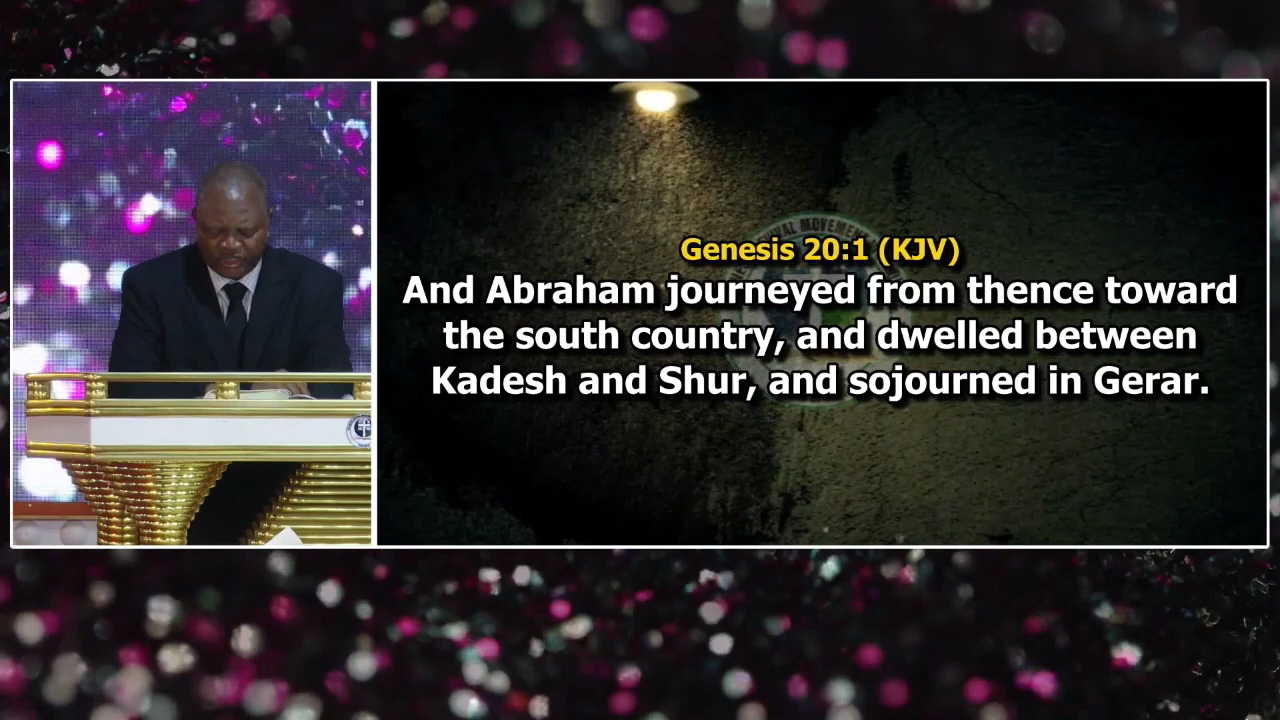 Genesis 20:1 (KJV)
And Abraham journeyed from thence toward
the south country, and dwelled between
Kadesh and Shur, and sojourned in Gerar.
MOVEMENT